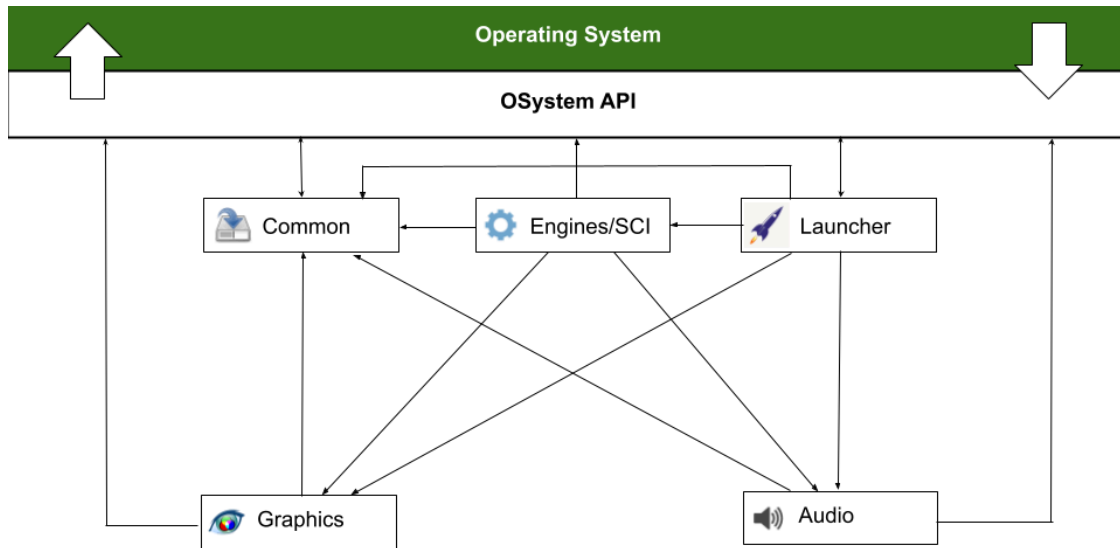 Operating System
OSystem API
Common
Engines/SCI
Launcher
Graphics
Audio